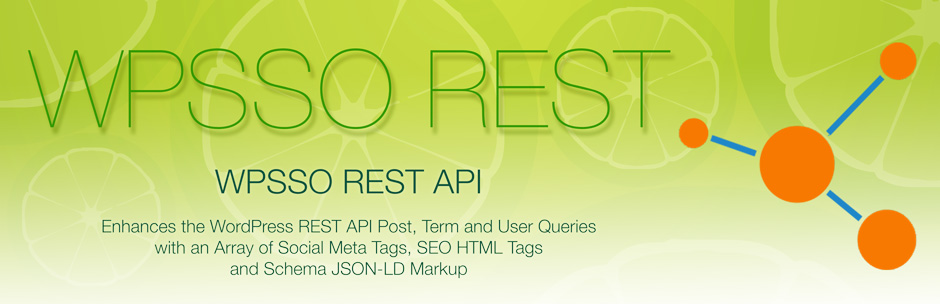 WPSSO REST
WPSSO REST API
Enhances the WordPress REST API Post, Term and User Queries
with an Array of Social Meta Tags, SEO HTML Tags
and Schema JSON-LD Markup